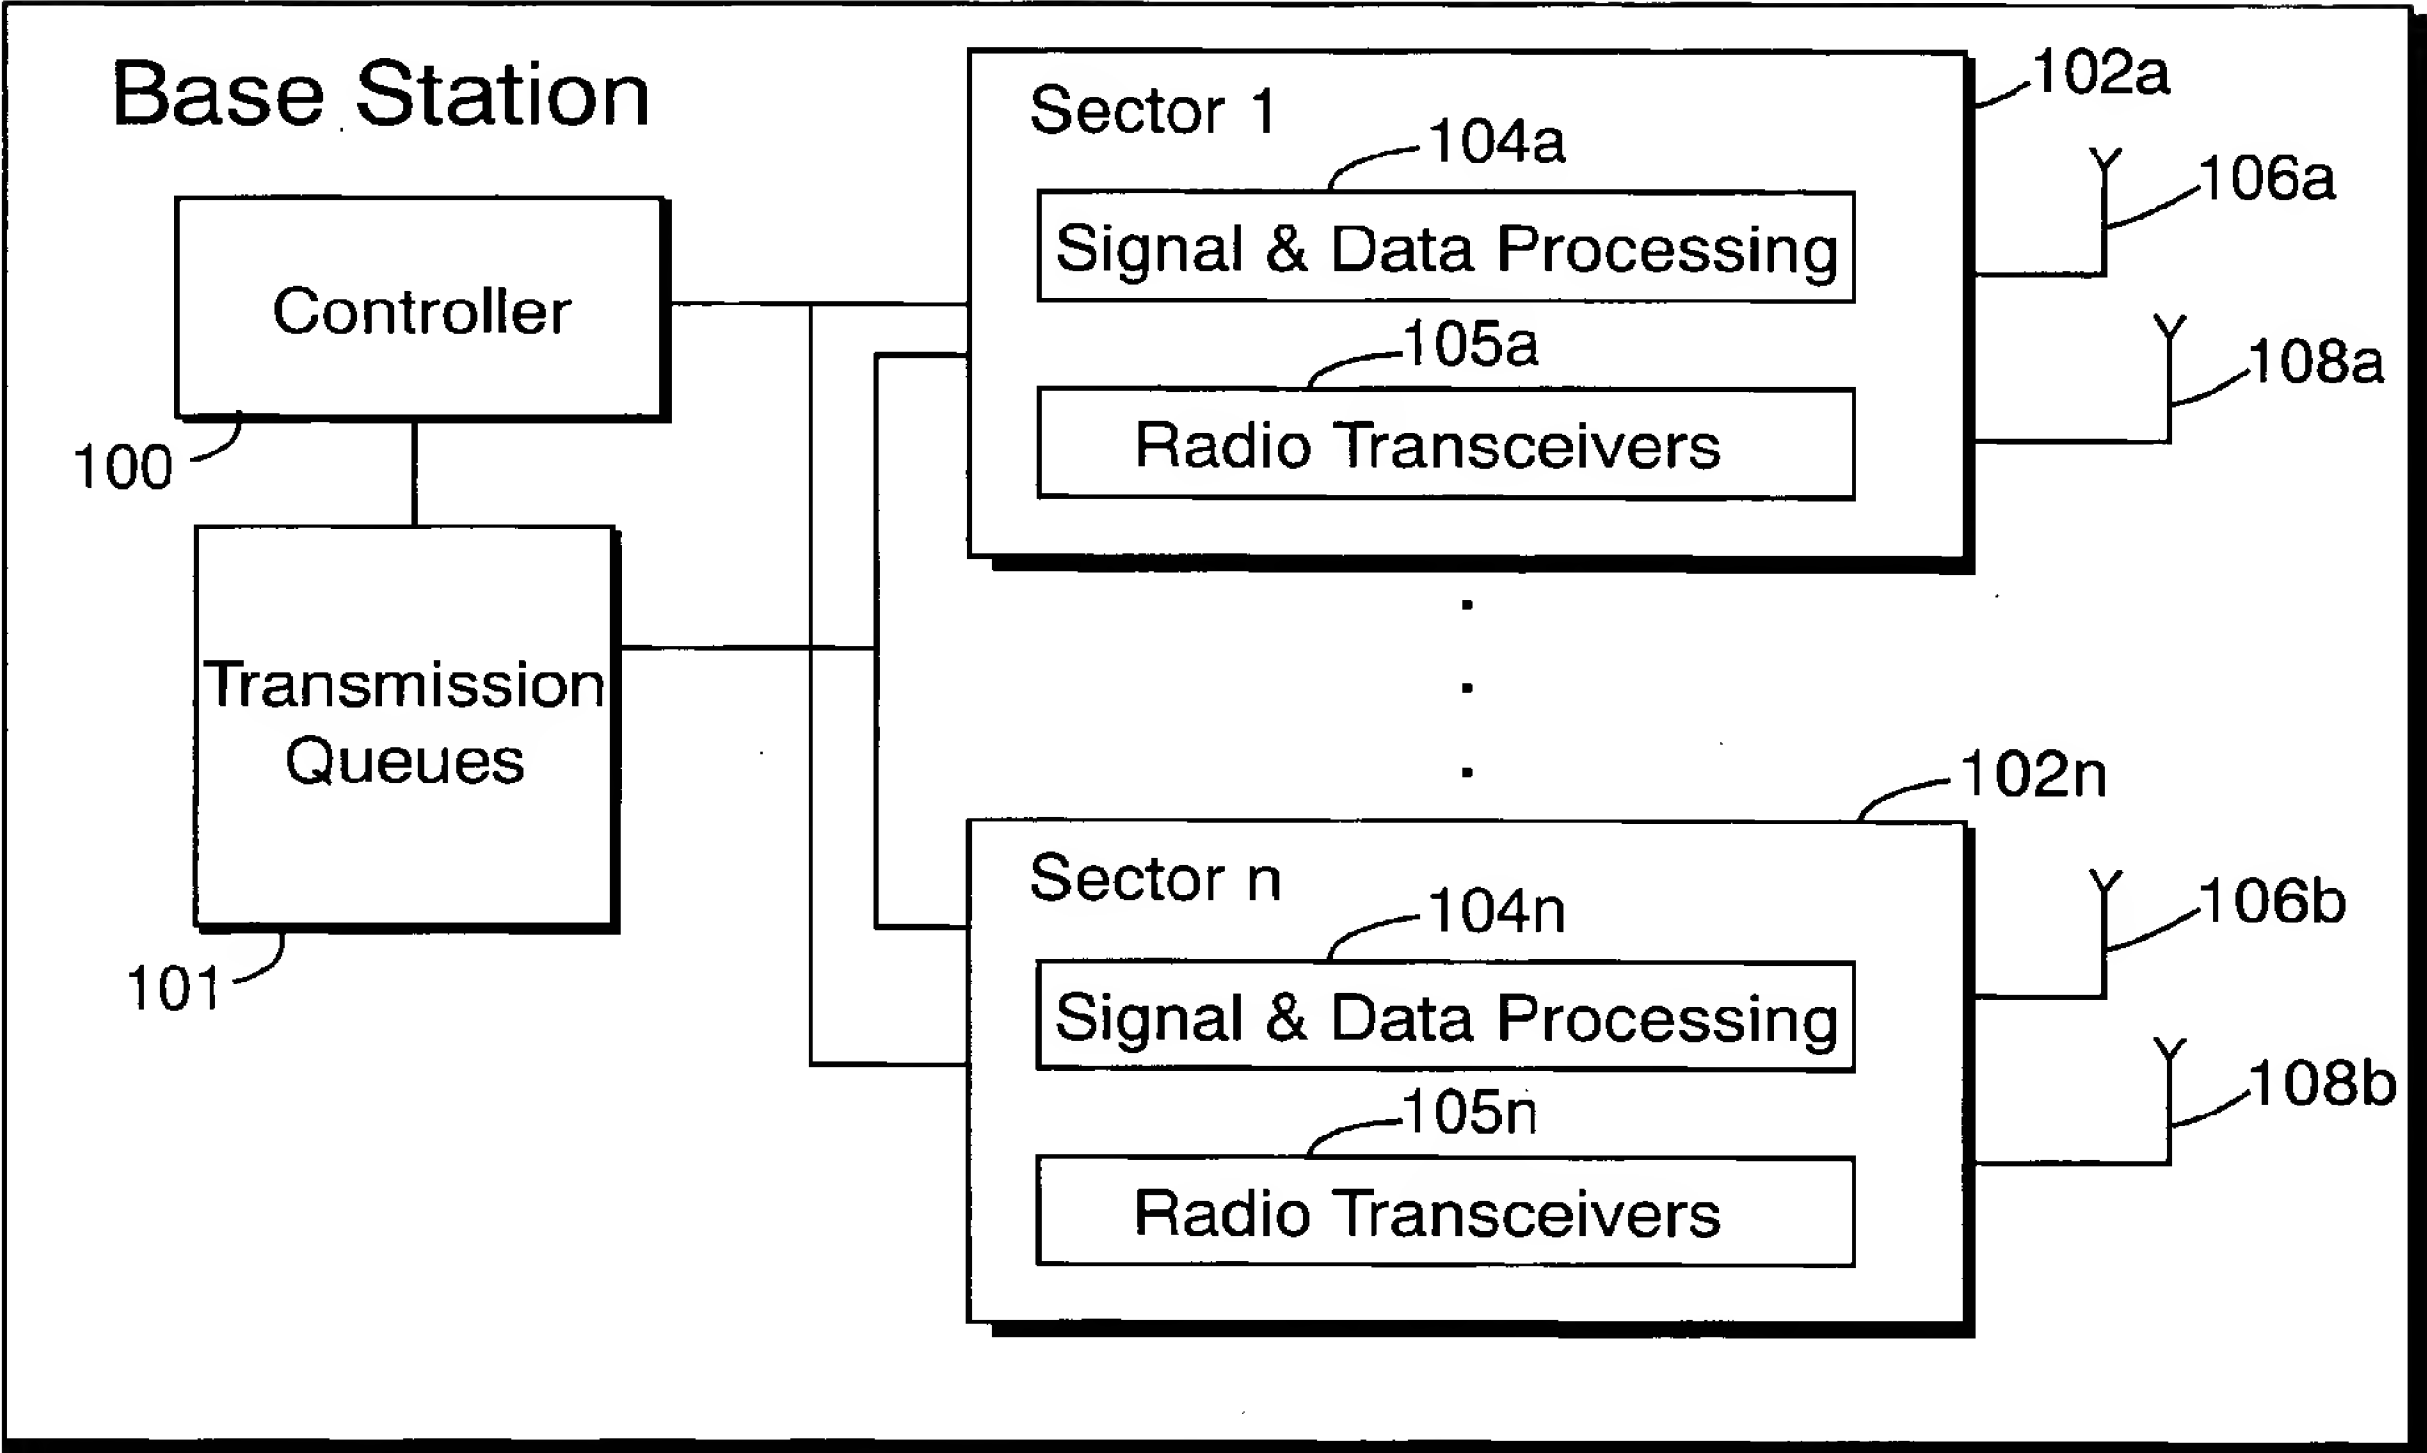 Base Station
Controller
100
Transmission
Queues
101
Sector 1
102a
104a
Signal & Data Processing
105a
Radio Transceivers
106a
108a
Sector n
102n
104n
Signal & Data Processing
105n
Radio Transceivers
106b
108b